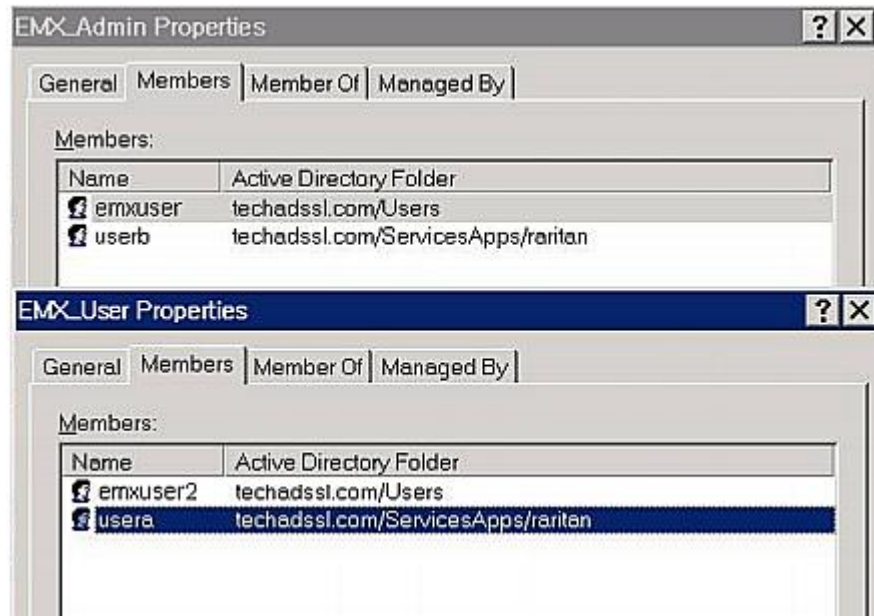 EMX_Admin Properties
? X
General Members Member Of Managed By
Members:
Name Active Directory Folder
emxuser techadssl.com/Users
userb techadssl.com/ServicesApps/raritan
EMX_User Properties
? X
General Members Member Of Managed By
Members:
Name Active Directory Folder
emxuser2 techadssl.com/Users
usera techadssl.com/ServicesApps/raritan